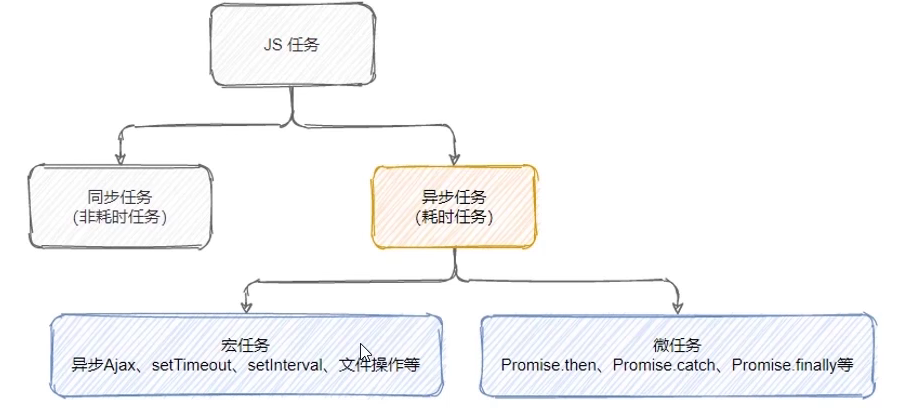 JS 任务
同步任务
(非耗时任务)
异步任务
(耗时任务)
宏任务
异步Ajax、setTimeout、setInterval、文件操作等
微任务
Promise.then、Promise.catch、Promise.finally等